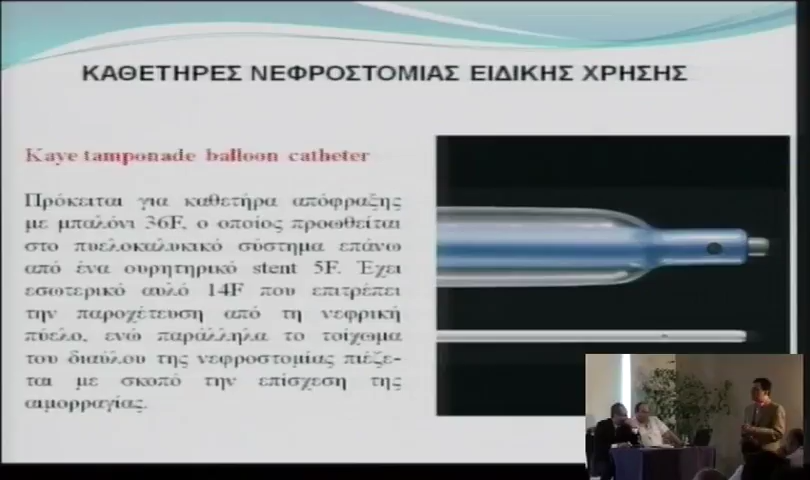 ΚΑΘΕΤΗΡΕΣ ΝΕΦΡΟΣΤΟΜΙΑΣ ΕΙΔΙΚΗΣ ΧΡΗΣΗΣ
Kaye tamponade balloon catheter
Πρόκειται για καθετήρα απόφραξης
με μπαλόνι 36F, ο οποίος προωθείται
στο πυελοκαλυκικό σύστημα επάνω
από ένα ουρητηρικό stent 5F. Έχει
εσωτερικό αυλό 14F που επιτρέπει
την παροχέτευση από τη νεφρική
πύελο, ενώ παράλληλα το τοίχωμα
του διαύλου της νεφροστομίας πιέζε-
ται με σκοπό την επίσχεση της
αιμορραγίας.